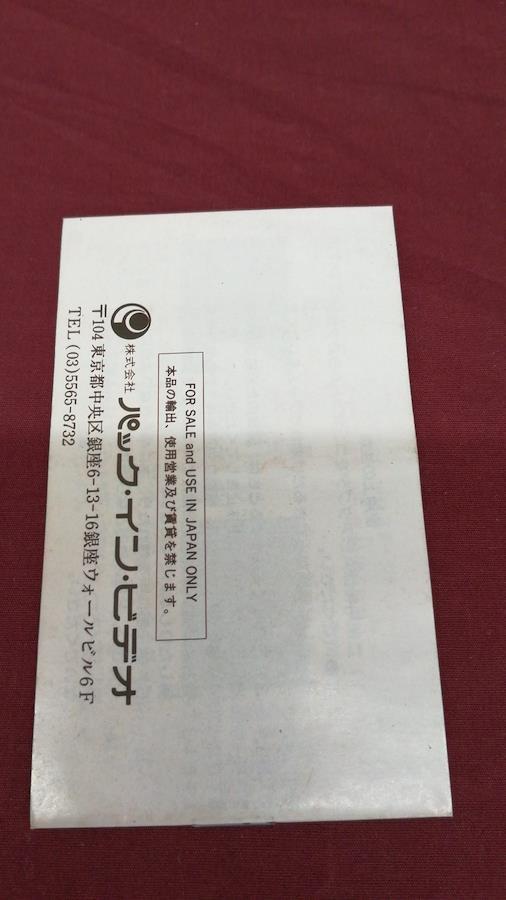 FOR SALE and USE IN JAPAN ONLY
本品の輸出、使用営業及び賃貸を禁じます。
株式会社 パック・イン・ビデオ
〒104 東京都中央区銀座6-13-16銀座ウォールビル6F
TEL (03)5565-8732